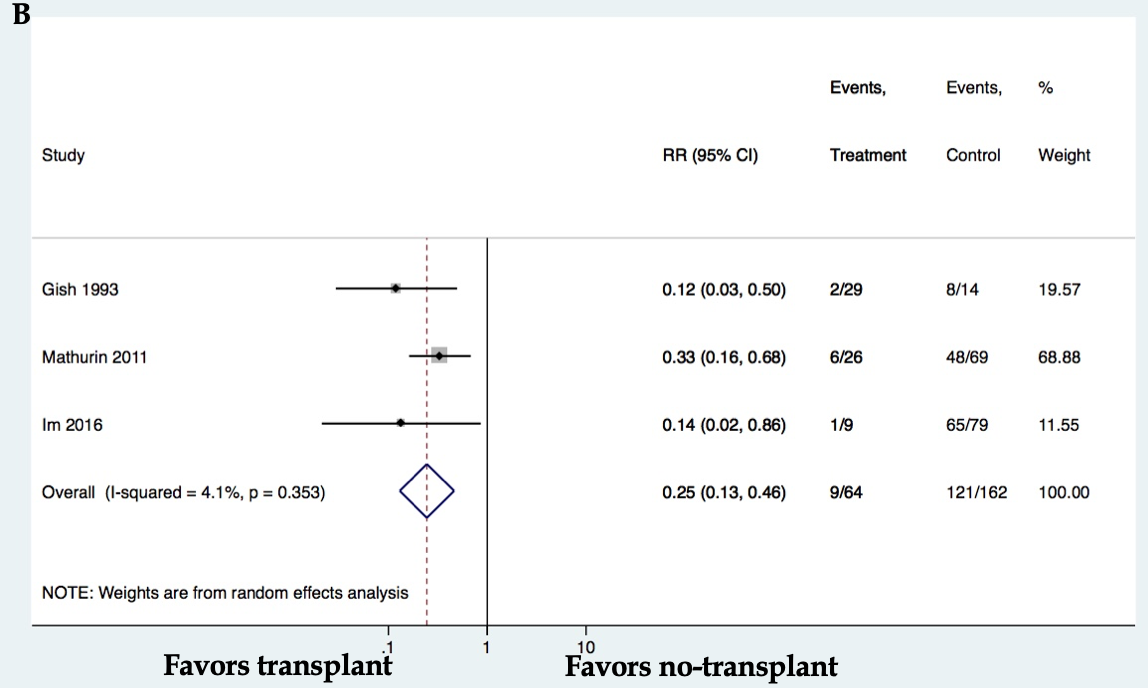 B
Events, Events, %
Study RR (95% CI) Treatment Control Weight
Gish 1993 0.12 (0.03, 0.50) 2/29 8/14 19.57
Mathurin 2011 0.33 (0.16, 0.68) 6/26 48/69 68.88
Im 2016 0.14 (0.02, 0.86) 1/9 65/79 11.55
Overall (I-squared = 4.1%, p = 0.353) 0.25 (0.13, 0.46) 9/64 121/162 100.00
NOTE: Weights are from random effects analysis
.1 1 10
Favors transplant Favors no-transplant